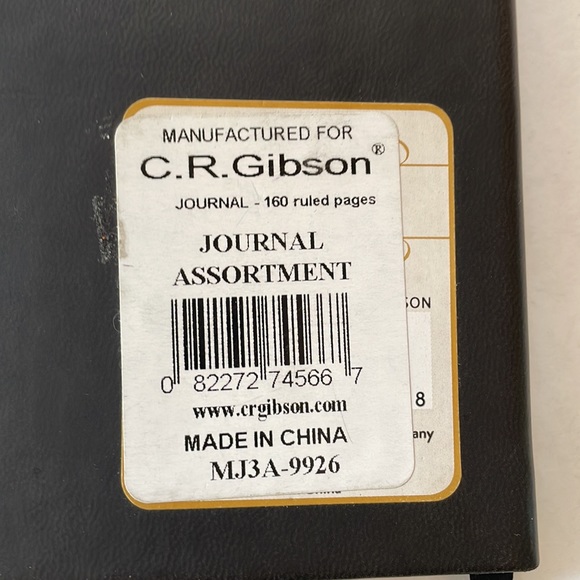 MANUFACTURED FOR
C.R.Gibson®
JOURNAL - 160 ruled pages
JOURNAL
ASSORTMENT
0 82272 74566 7
www.crgibson.com
MADE IN CHINA
MJ3A-9926
SON
8
any